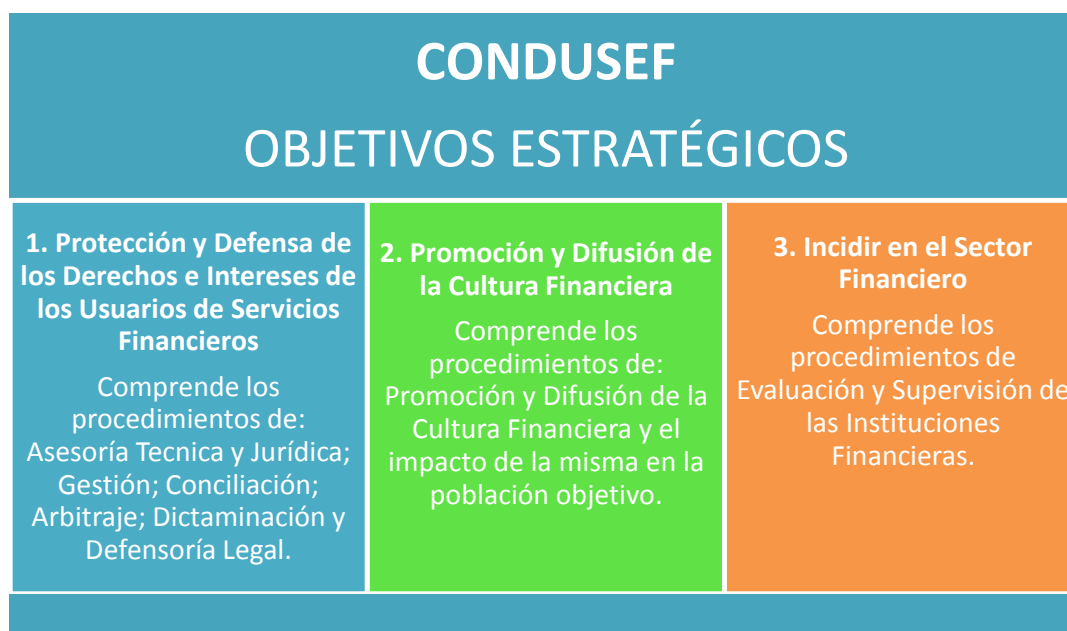 CONDUSEF
OBJETIVOS ESTRATÉGICOS
1. Protección y Defensa de
los Derechos e Intereses de
los Usuarios de Servicios
Financieros
Comprende los
procedimientos de:
Asesoría Tecnica y Jurídica;
Gestión; Conciliación;
Arbitraje; Dictaminación y
Defensoría Legal.
2. Promoción y Difusión de
la Cultura Financiera
Comprende los
procedimientos de:
Promoción y Difusión de la
Cultura Financiera y el
impacto de la misma en la
población objetivo.
3. Incidir en el Sector
Financiero
Comprende los
procedimientos de
Evaluación y Supervisión de
las Instituciones
Financieras.